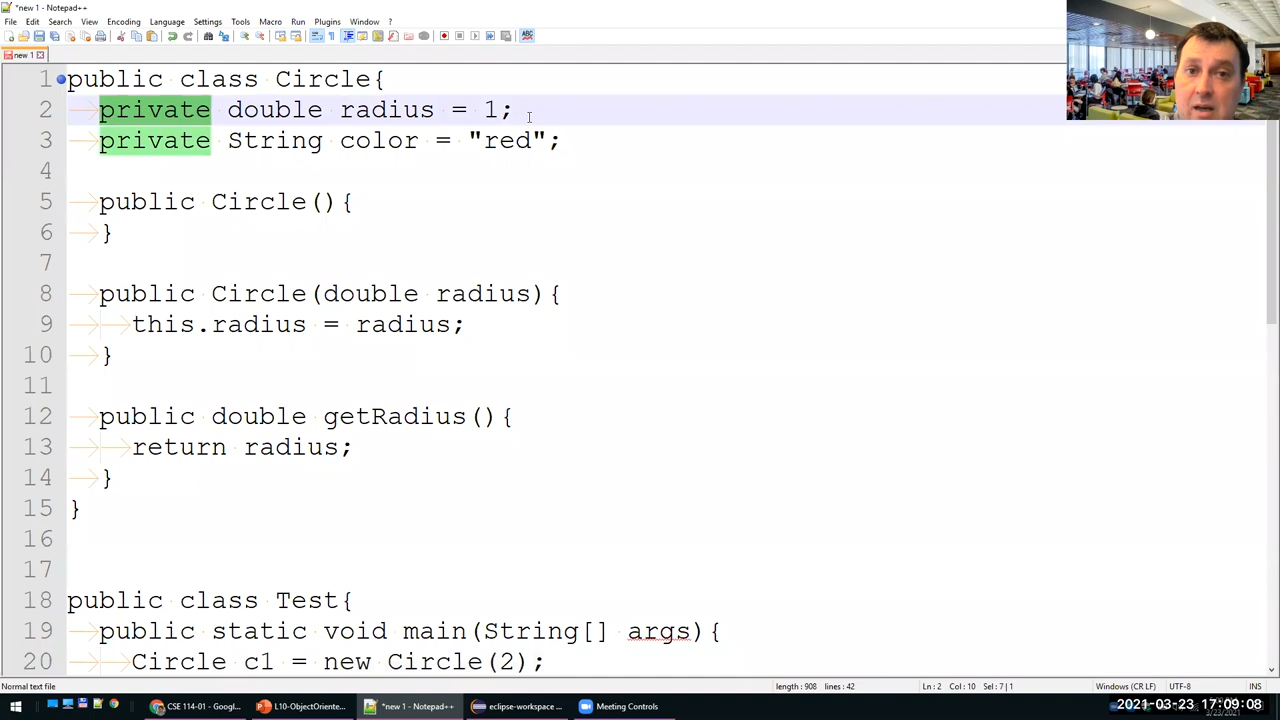 *new 1 - Notepad++
File Edit Search View Encoding Language Settings Tools Macro Run Plugins Window ?
new 1
1 public class Circle{
2 private double radius = 1;
3 private String color = "red";
4
5 public Circle(){
6 }
7
8 public Circle(double radius){
9 this.radius = radius;
10 }
11
12 public double getRadius(){
13 return radius;
14 }
15 }
16
17
18 public class Test{
19 public static void main(String[] args){
20 Circle c1 = new Circle(2);
Normal text file length : 908 lines : 42 Ln : 2 Col : 10 Sel : 7 | 1 Windows (CR LF) UTF-8 INS
CSE 114-01 - Googl... L10-ObjectOriente... *new 1 - Notepad++ eclipse-workspace ... Meeting Controls 2021-03-23 17:09:08